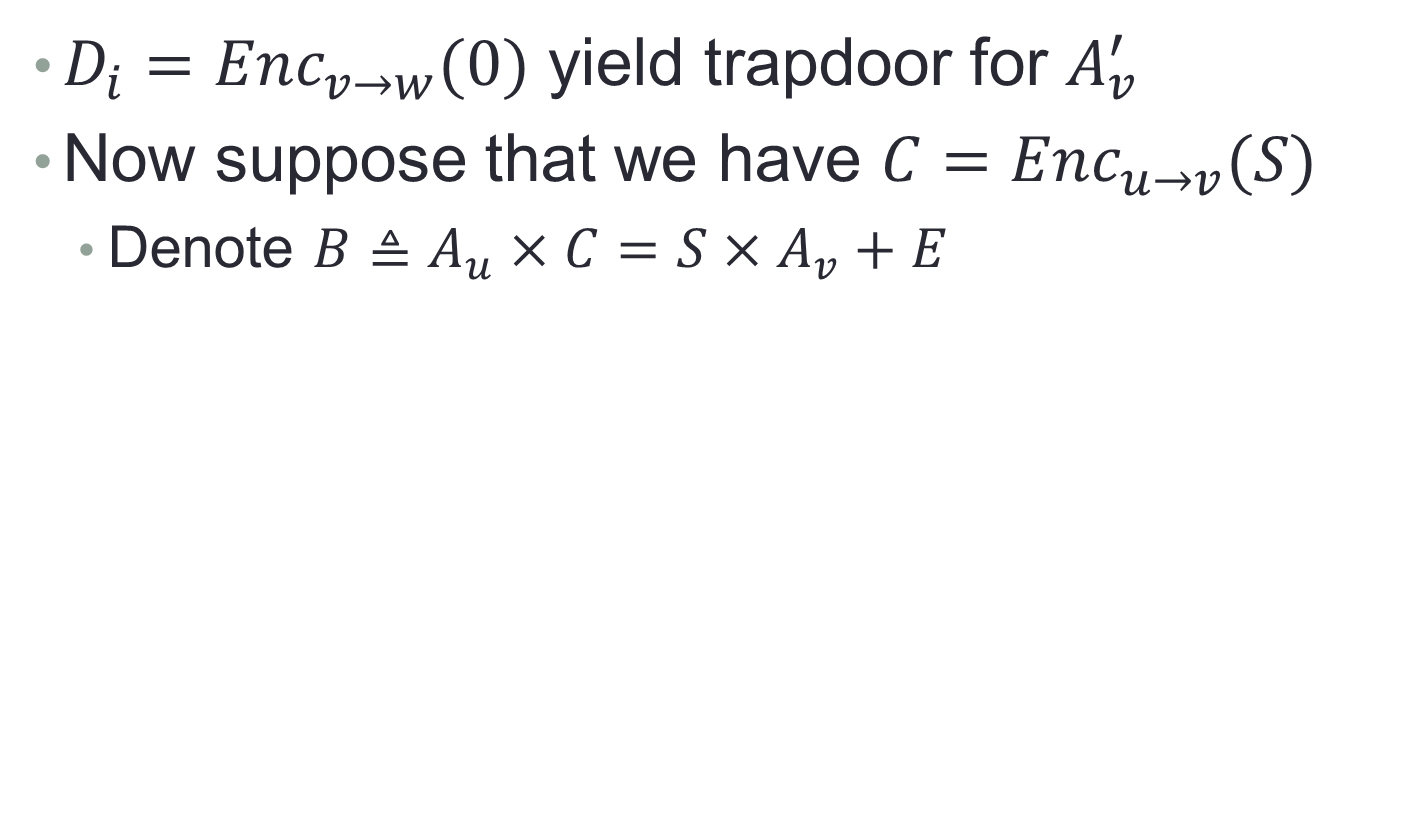 • D_i = Enc_{v→w}(0) yield trapdoor for A′_v
• Now suppose that we have C = Enc_{u→v}(S)
• Denote B ≜ A_u × C = S × A_v + E